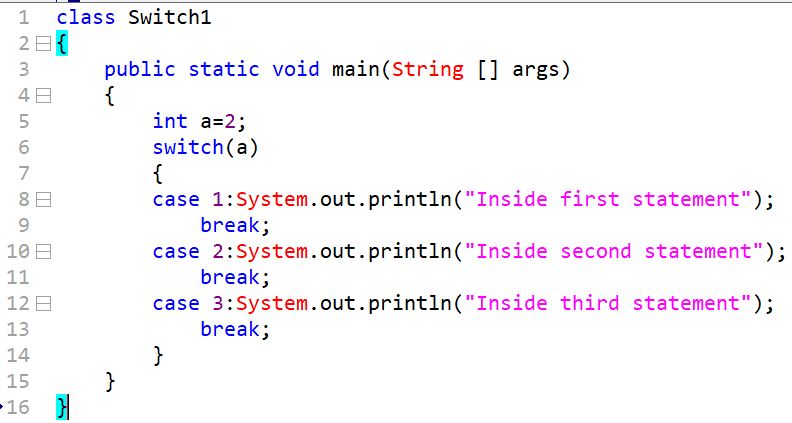 1 class Switch1
2 {
3 public static void main(String [] args)
4 {
5 int a=2;
6 switch(a)
7 {
8 case 1:System.out.println("Inside first statement");
9 break;
10 case 2:System.out.println("Inside second statement");
11 break;
12 case 3:System.out.println("Inside third statement");
13 break;
14 }
15 }
16 }